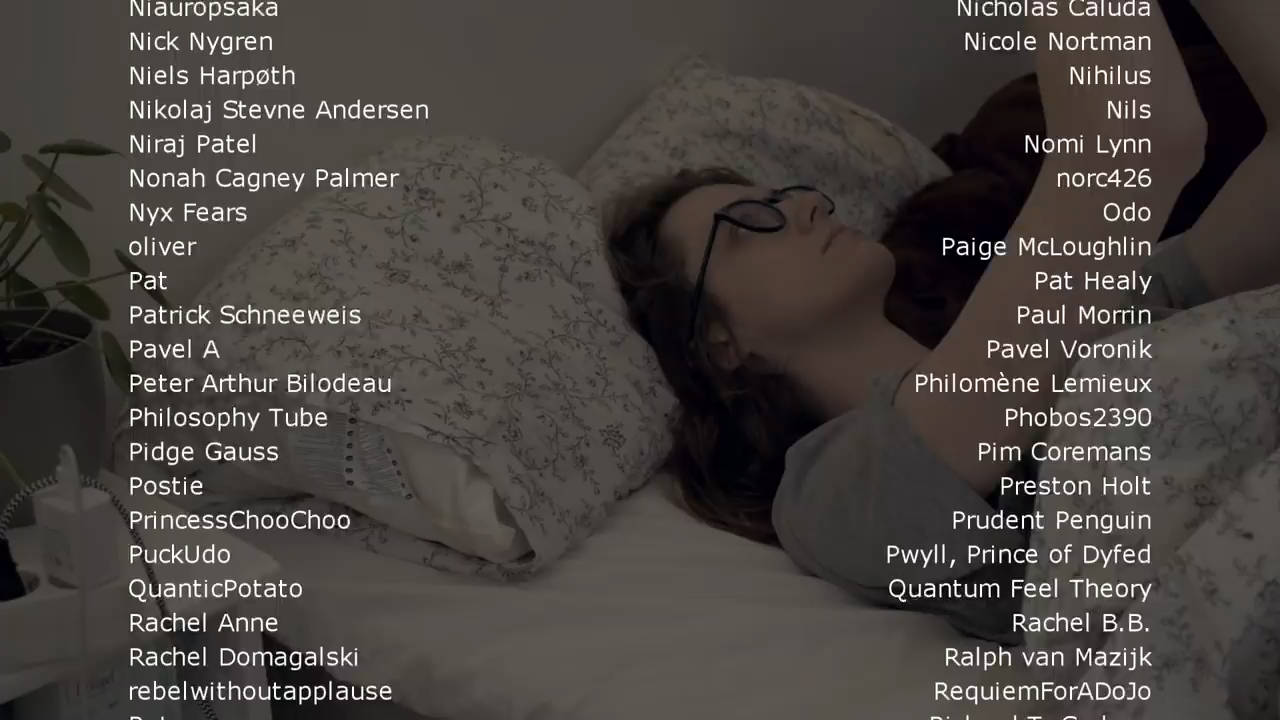 Niauropsaka
Nick Nygren
Niels Harpøth
Nikolaj Stevne Andersen
Niraj Patel
Nonah Cagney Palmer
Nyx Fears
oliver
Pat
Patrick Schneeweis
Pavel A
Peter Arthur Bilodeau
Philosophy Tube
Pidge Gauss
Postie
PrincessChooChoo
PuckUdo
QuanticPotato
Rachel Anne
Rachel Domagalski
rebelwithoutapplause
Nicholas Caluda
Nicole Nortman
Nihilus
Nils
Nomi Lynn
norc426
Odo
Paige McLoughlin
Pat Healy
Paul Morrin
Pavel Voronik
Philomène Lemieux
Phobos2390
Pim Coremans
Preston Holt
Prudent Penguin
Pwyll, Prince of Dyfed
Quantum Feel Theory
Rachel B.B.
Ralph van Mazijk
RequiemForADoJo